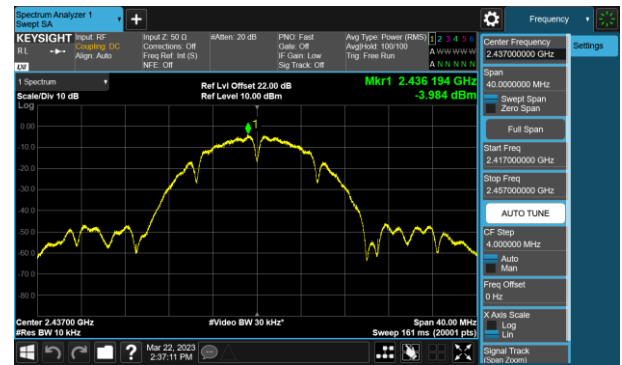 Spectrum Analyzer 1
Swept SA
Frequency
KEYSIGHT
RL
LXI
Input: RF
Coupling: DC
Align: Auto
Input Z: 50 Ω
Corrections: Off
Freq Ref: Int (S)
NFE: Off
#Atten: 20 dB
PNO: Fast
Gate: Off
IF Gain: Low
Sig Track: Off
Avg Type: Power (RMS)
Avg|Hold: 100/100
Trig: Free Run
1 2 3 4 5 6
A W W W W W
A N N N N N
1 Spectrum
Scale/Div 10 dB
Log
Ref Lvl Offset 22.00 dB
Ref Level 10.00 dBm
Mkr1 2.436 194 GHz
-3.984 dBm
1
0.00
-10.0
-20.0
-30.0
-40.0
-50.0
-60.0
-70.0
-80.0
Center 2.43700 GHz
#Res BW 10 kHz
#Video BW 30 kHz*
Span 40.00 MHz
Sweep 161 ms (20001 pts)
Mar 22, 2023
2:37:11 PM
Center Frequency
2.437000000 GHz
Settings
Span
40.0000000 MHz
Swept Span
Zero Span
Full Span
Start Freq
2.417000000 GHz
Stop Freq
2.457000000 GHz
AUTO TUNE
CF Step
4.000000 MHz
Auto
Man
Freq Offset
0 Hz
X Axis Scale
Log
Lin
Signal Track
(Span Zoom)